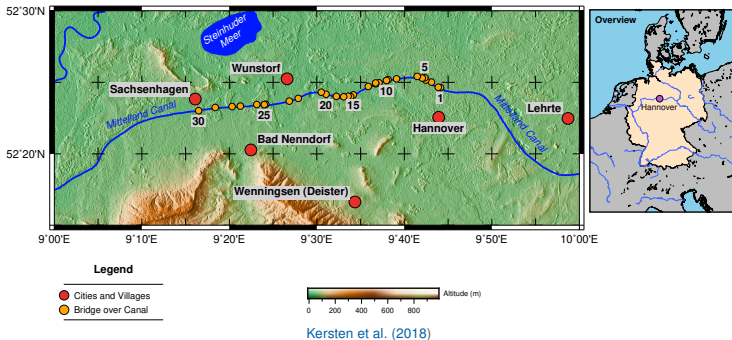 52˚30'N
52˚20'N
9˚00'E
9˚10'E
9˚20'E
9˚30'E
9˚40'E
9˚50'E
10˚00'E
Steinhuder
Meer
Wunstorf
Sachsenhagen
Mittelland Canal
30
25
20
15
10
5
1
Hannover
Mittelland Canal
Lehrte
Bad Nenndorf
Wenningsen (Deister)
Overview
Hannover
Legend
Cities and Villages
Bridge over Canal
Altitude (m)
0 200 400 600 800
Kersten et al. (2018)